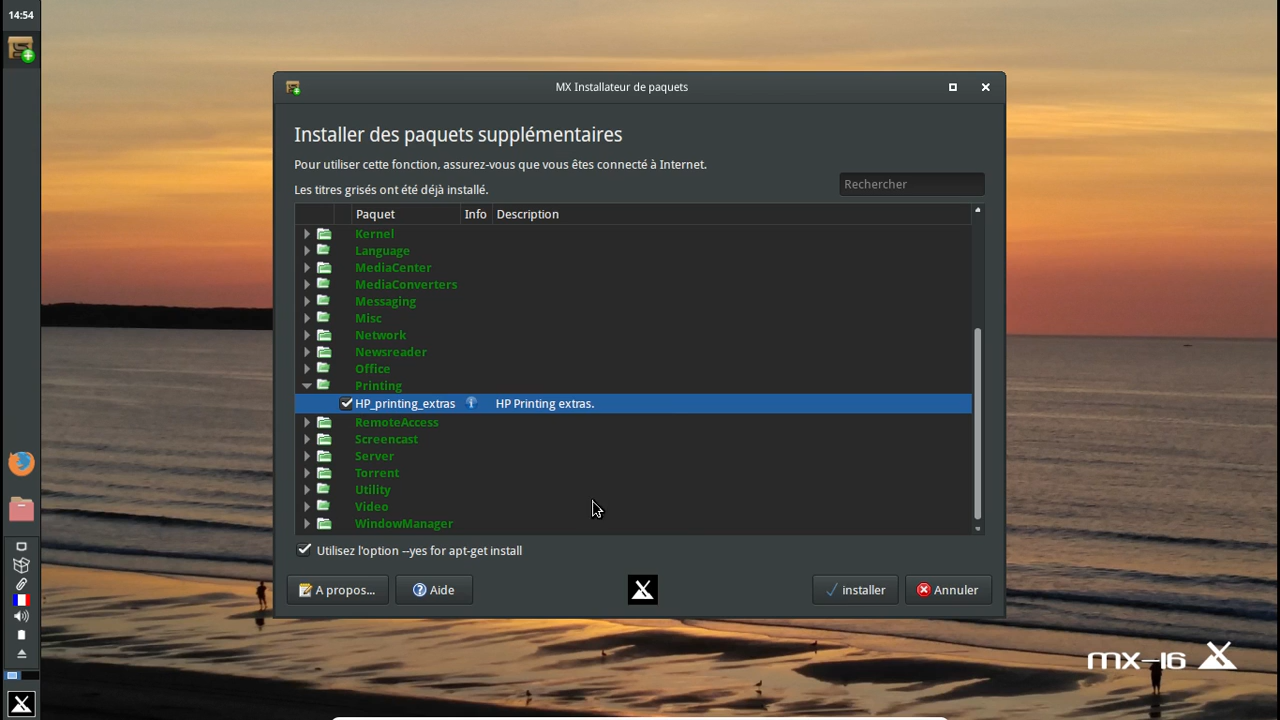 14:54
MX Installateur de paquets
Installer des paquets supplémentaires
Pour utiliser cette fonction, assurez-vous que vous êtes connecté à Internet.
Les titres grisés ont été déjà installé.
Rechercher
Paquet Info Description
Kernel
Language
MediaCenter
MediaConverters
Messaging
Misc
Network
Newsreader
Office
Printing
HP_printing_extras HP Printing extras.
RemoteAccess
Screencast
Server
Torrent
Utility
Video
WindowManager
Utilisez l'option --yes for apt-get install
A propos... Aide installer Annuler
mx-16